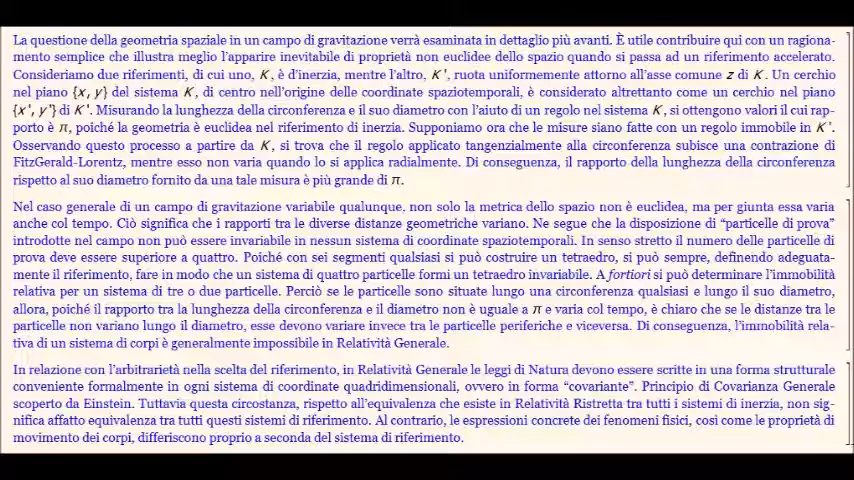 La questione della geometria spaziale in un campo di gravitazione verrà esaminata in dettaglio più avanti. È utile contribuire qui con un ragiona-
mento semplice che illustra meglio l'apparire inevitabile di proprietà non euclidee dello spazio quando si passa ad un riferimento accelerato.
Consideriamo due riferimenti, di cui uno, K, è d'inerzia, mentre l'altro, K', ruota uniformemente attorno all'asse comune z di K. Un cerchio
nel piano {x, y} del sistema K, di centro nell'origine delle coordinate spaziotemporali, è considerato altrettanto come un cerchio nel piano
{x', y'} di K'. Misurando la lunghezza della circonferenza e il suo diametro con l'aiuto di un regolo nel sistema K, si ottengono valori il cui rap-
porto è π, poiché la geometria è euclidea nel riferimento di inerzia. Supponiamo ora che le misure siano fatte con un regolo immobile in K'.
Osservando questo processo a partire da K, si trova che il regolo applicato tangenzialmente alla circonferenza subisce una contrazione di
FitzGerald-Lorentz, mentre esso non varia quando lo si applica radialmente. Di conseguenza, il rapporto della lunghezza della circonferenza
rispetto al suo diametro fornito da una tale misura è più grande di π.
Nel caso generale di un campo di gravitazione variabile qualunque, non solo la metrica dello spazio non è euclidea, ma per giunta essa varia
anche col tempo. Ciò significa che i rapporti tra le diverse distanze geometriche variano. Ne segue che la disposizione di "particelle di prova"
introdotte nel campo non può essere invariabile in nessun sistema di coordinate spaziotemporali. In senso stretto il numero delle particelle di
prova deve essere superiore a quattro. Poiché con sei segmenti qualsiasi si può costruire un tetraedro, si può sempre, definendo adeguata-
mente il riferimento, fare in modo che un sistema di quattro particelle formi un tetraedro invariabile. A fortiori si può determinare l'immobilità
relativa per un sistema di tre o due particelle. Perciò se le particelle sono situate lungo una circonferenza qualsiasi e lungo il suo diametro,
allora, poiché il rapporto tra la lunghezza della circonferenza e il diametro non è uguale a π e varia col tempo, è chiaro che se le distanze tra le
particelle non variano lungo il diametro, esse devono variare invece tra le particelle periferiche e viceversa. Di conseguenza, l'immobilità rela-
tiva di un sistema di corpi è generalmente impossibile in Relatività Generale.
In relazione con l'arbitrarietà nella scelta del riferimento, in Relatività Generale le leggi di Natura devono essere scritte in una forma strutturale
conveniente formalmente in ogni sistema di coordinate quadridimensionali, ovvero in forma "covariante". Principio di Covarianza Generale
scoperto da Einstein. Tuttavia questa circostanza, rispetto all'equivalenza che esiste in Relatività Ristretta tra tutti i sistemi di inerzia, non sig-
nifica affatto equivalenza tra tutti questi sistemi di riferimento. Al contrario, le espressioni concrete dei fenomeni fisici, così come le proprietà di
movimento dei corpi, differiscono proprio a seconda del sistema di riferimento.